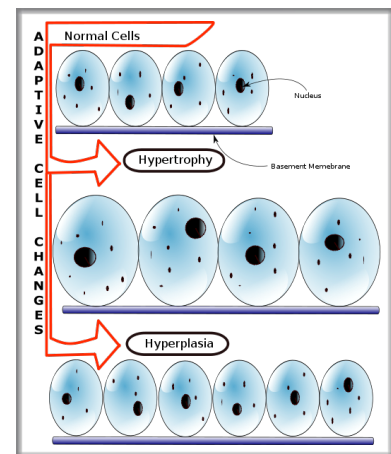 ADAPTIVE CELL CHANGES
Normal Cells
Nucleus
Basement Memebrane
Hypertrophy
Hyperplasia